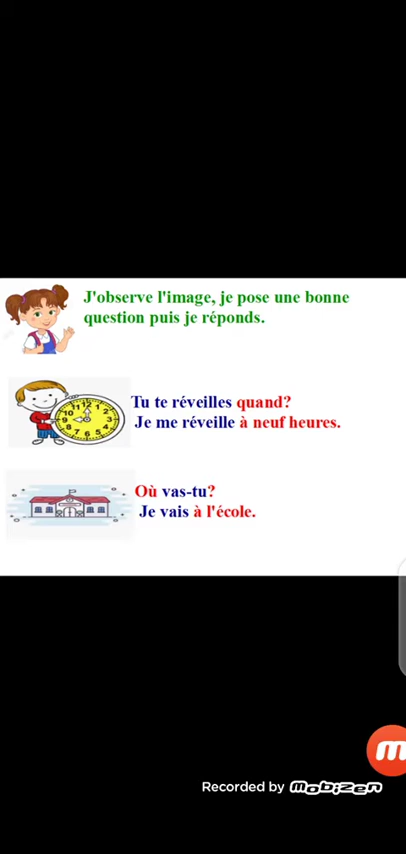 J'observe l'image, je pose une bonne
question puis je réponds.
Tu te réveilles quand?
Je me réveille à neuf heures.
Où vas-tu?
Je vais à l'école.
Recorded by Mobizen